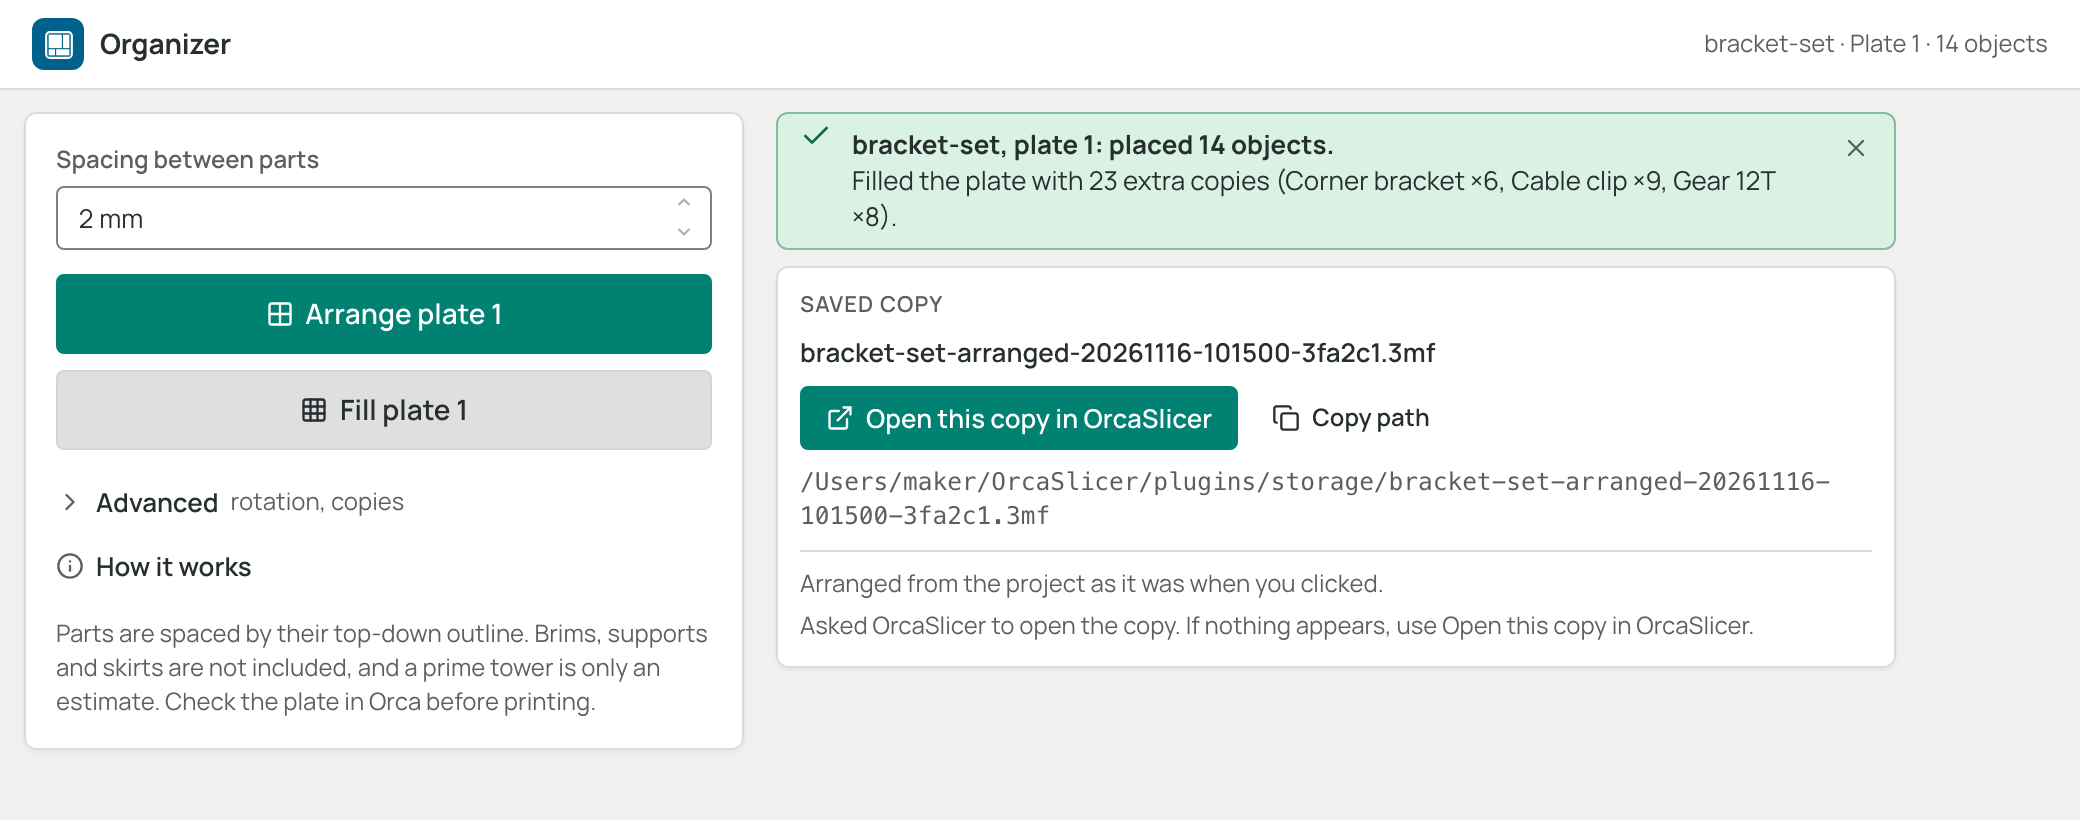 Organizer
bracket-set · Plate 1 · 14 objects
Spacing between parts
2 mm
Arrange plate 1
Fill plate 1
Advanced rotation, copies
How it works
Parts are spaced by their top-down outline. Brims, supports
and skirts are not included, and a prime tower is only an
estimate. Check the plate in Orca before printing.
bracket-set, plate 1: placed 14 objects.
Filled the plate with 23 extra copies (Corner bracket ×6, Cable clip ×9, Gear 12T
×8).
SAVED COPY
bracket-set-arranged-20261116-101500-3fa2c1.3mf
Open this copy in OrcaSlicer
Copy path
/Users/maker/OrcaSlicer/plugins/storage/bracket-set-arranged-20261116-
101500-3fa2c1.3mf
Arranged from the project as it was when you clicked.
Asked OrcaSlicer to open the copy. If nothing appears, use Open this copy in OrcaSlicer.